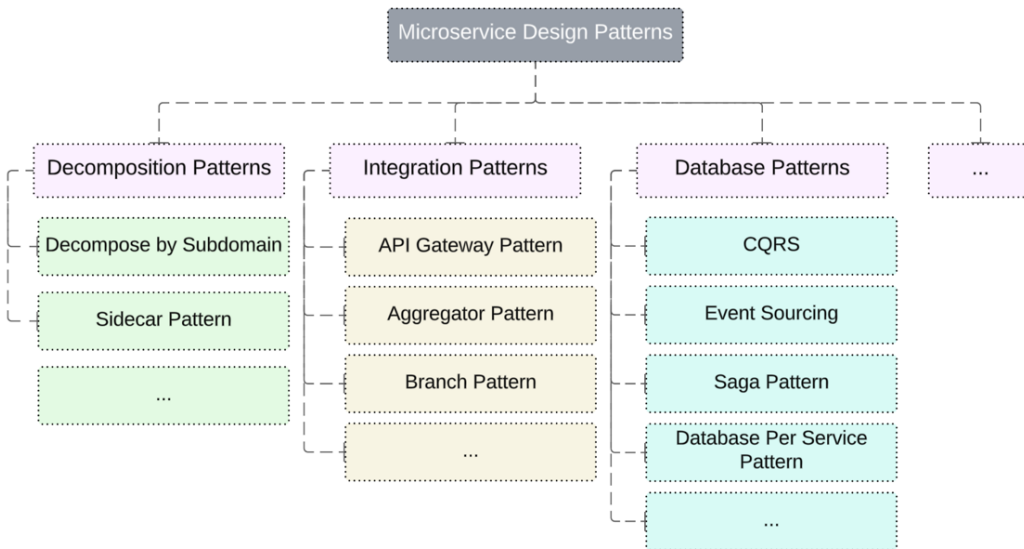 Microservice Design Patterns
Decomposition Patterns
Decompose by Subdomain
Sidecar Pattern
...
Integration Patterns
API Gateway Pattern
Aggregator Pattern
Branch Pattern
...
Database Patterns
CQRS
Event Sourcing
Saga Pattern
Database Per Service
Pattern
...
...